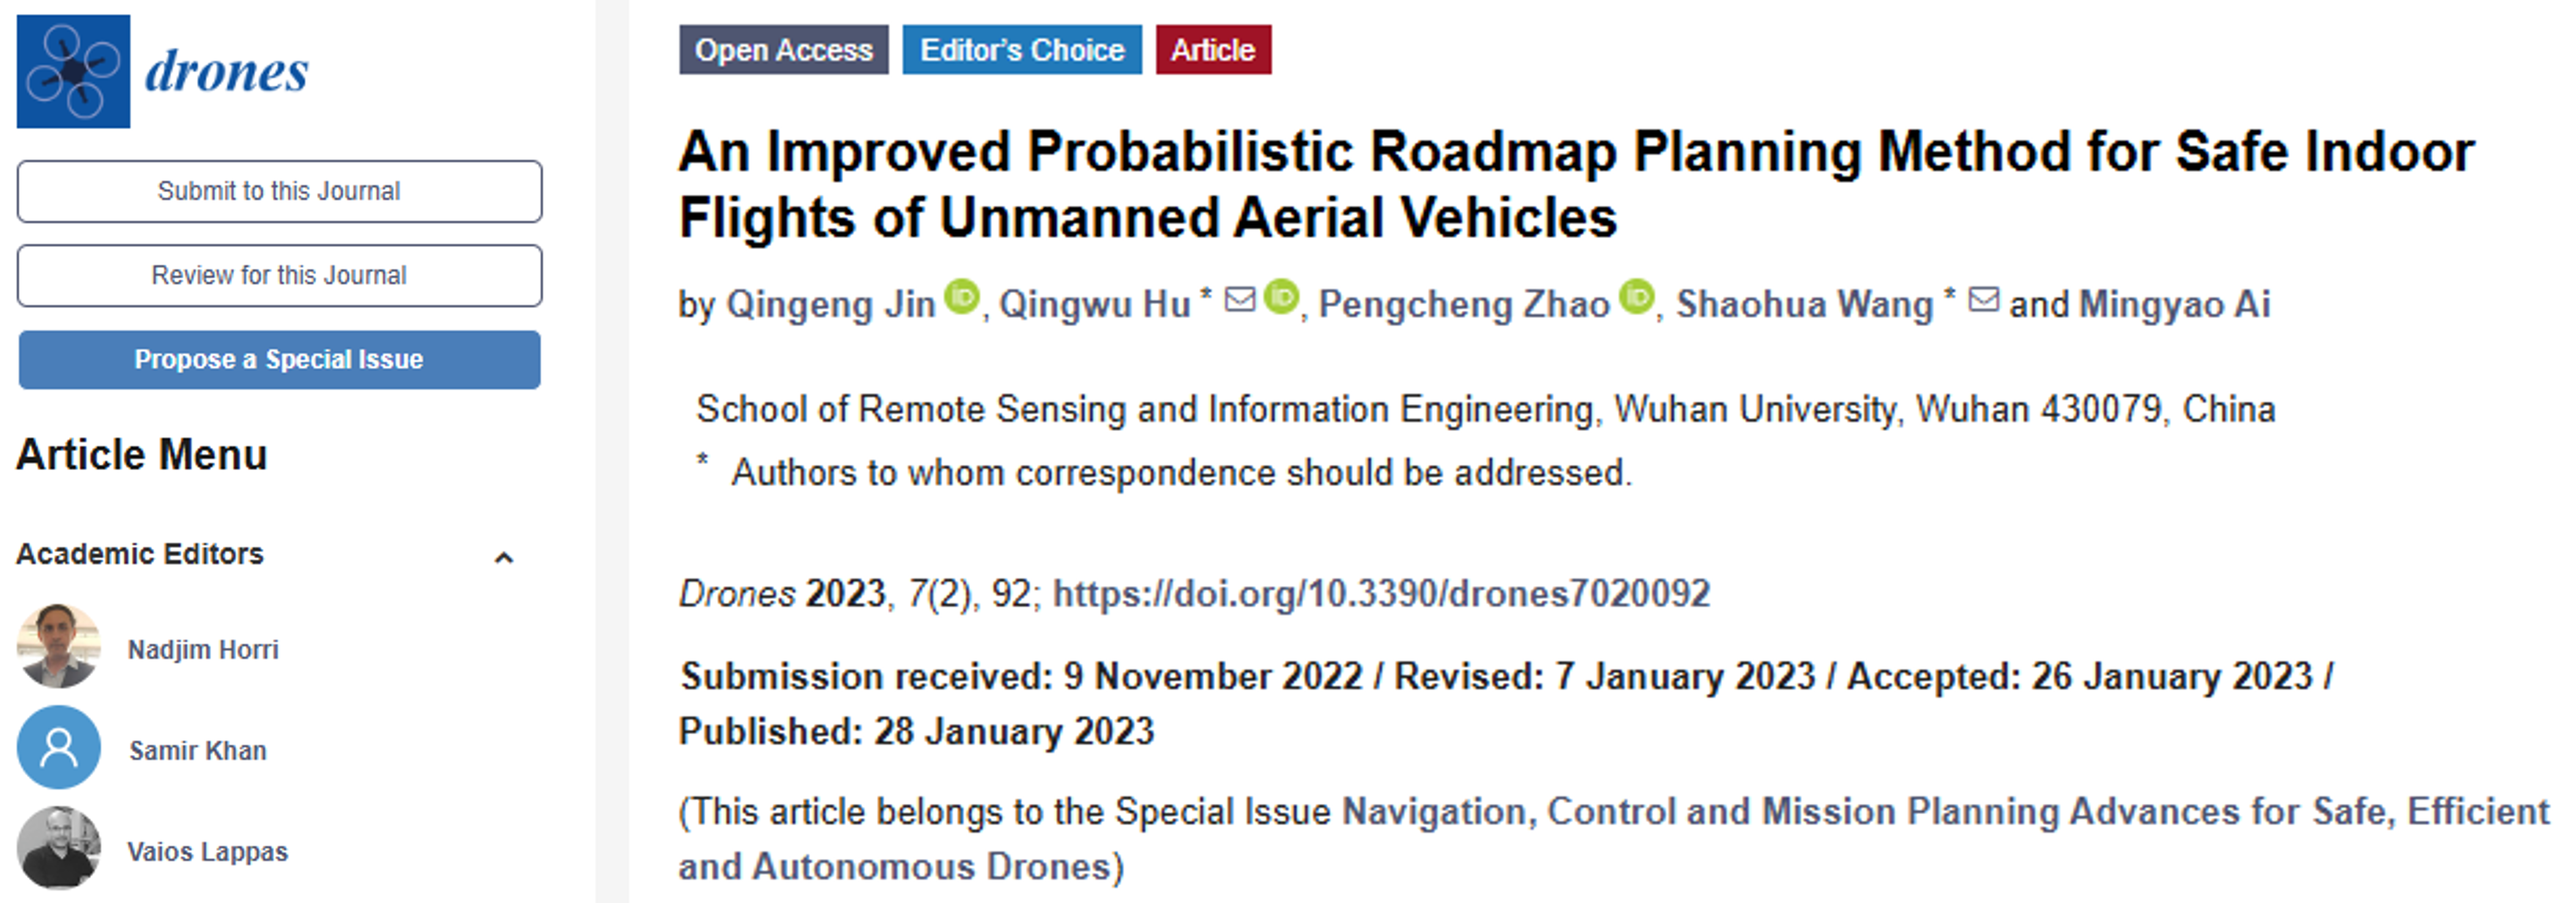 drones
Submit to this Journal
Review for this Journal
Propose a Special Issue
Article Menu
Academic Editors
Nadjim Horri
Samir Khan
Vaios Lappas
Open Access Editor's Choice Article
An Improved Probabilistic Roadmap Planning Method for Safe Indoor
Flights of Unmanned Aerial Vehicles
by Qingeng Jin iD, Qingwu Hu * iD, Pengcheng Zhao iD, Shaohua Wang * and Mingyao Ai
School of Remote Sensing and Information Engineering, Wuhan University, Wuhan 430079, China
* Authors to whom correspondence should be addressed.
Drones 2023, 7(2), 92; https://doi.org/10.3390/drones7020092
Submission received: 9 November 2022 / Revised: 7 January 2023 / Accepted: 26 January 2023 /
Published: 28 January 2023
(This article belongs to the Special Issue Navigation, Control and Mission Planning Advances for Safe, Efficient
and Autonomous Drones)